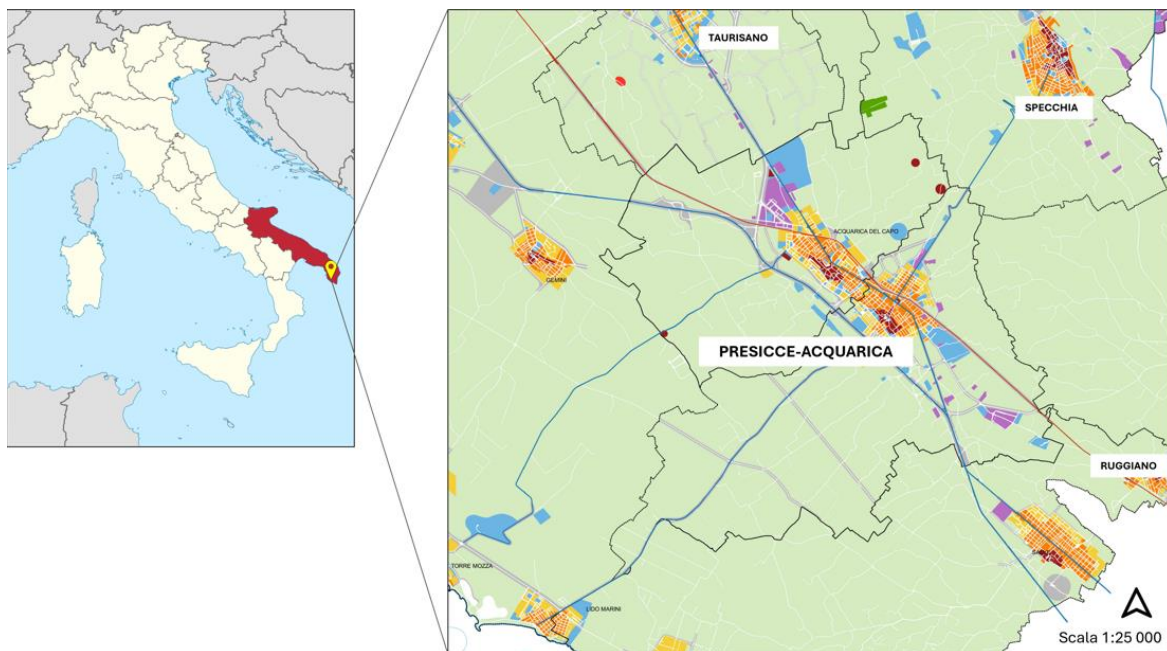 TAURISANO
SPECCHIA
ACQUARICA DEL CAPO
GEMINI
PRESICCE-ACQUARICA
RUGGIANO
TORRE MOZZA
LIDO MARINI
Scala 1:25 000